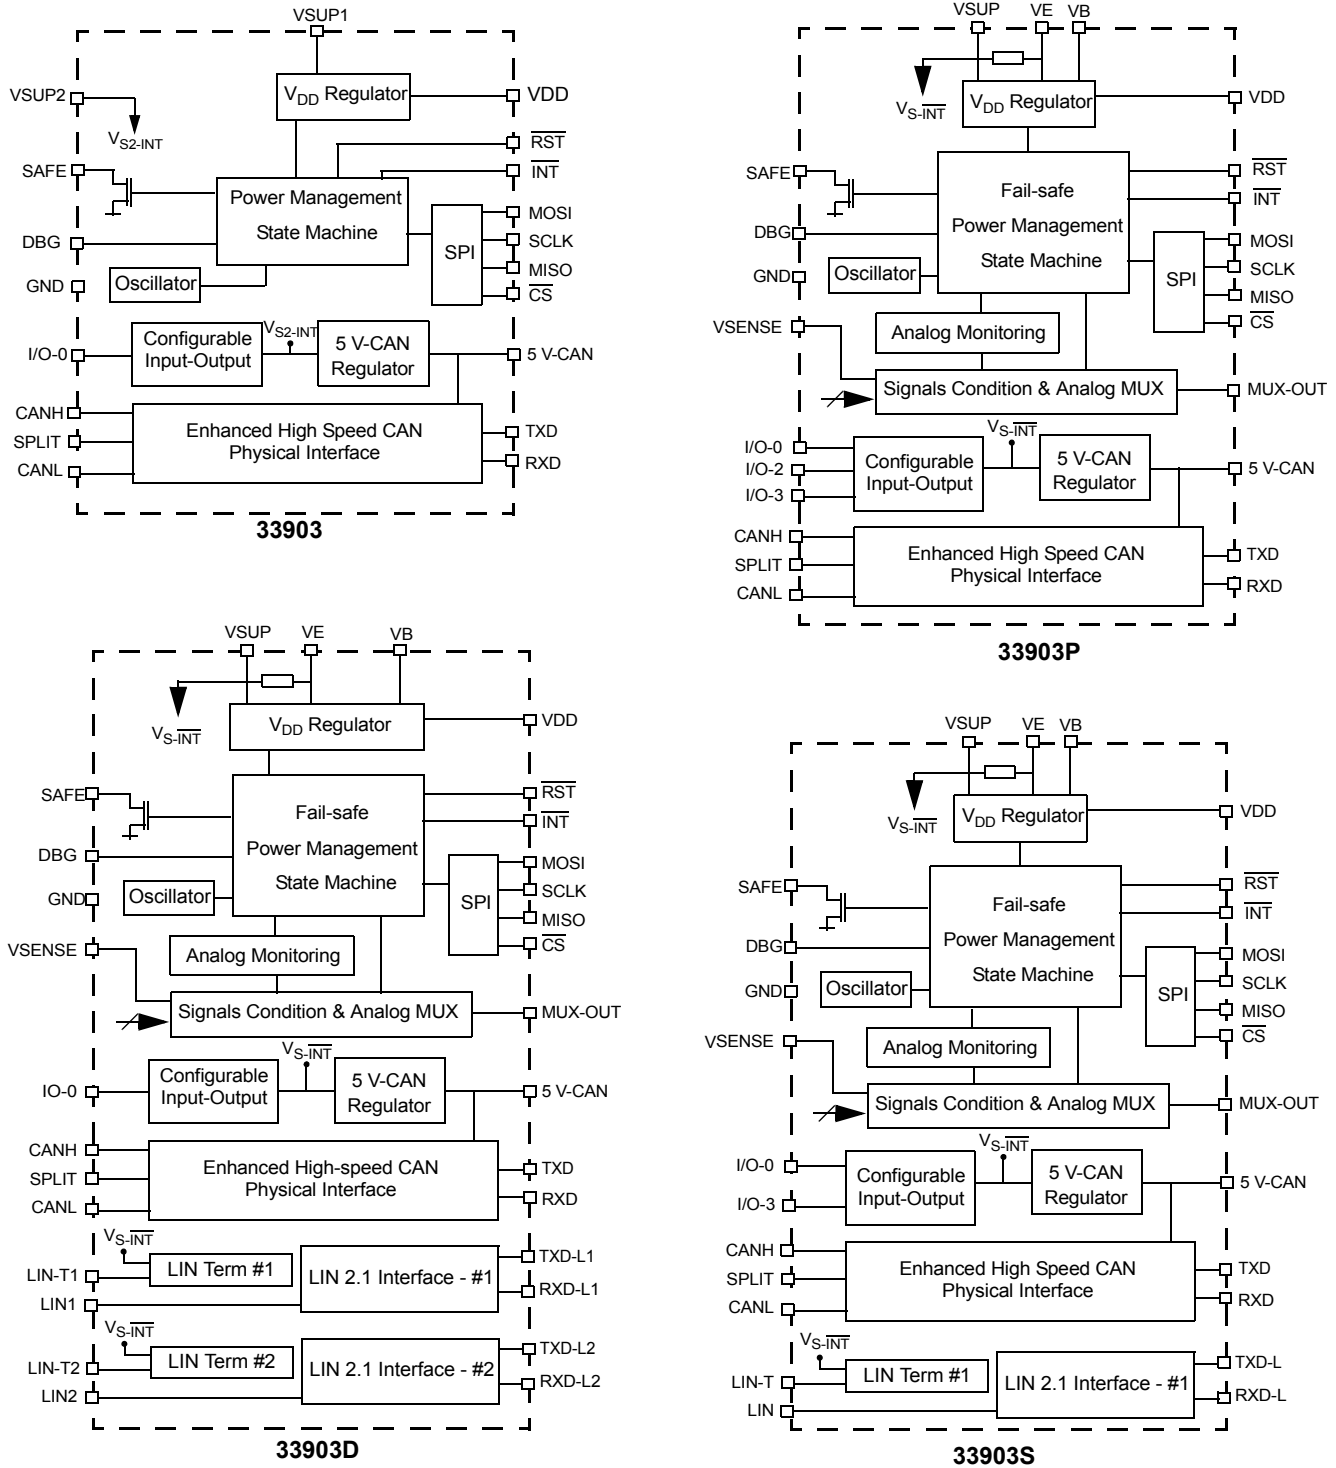 VSUP1
VSUP2
VS2-INT
VDD Regulator
VDD
RST
INT
SAFE
Power Management
State Machine
MOSI
SCLK
MISO
CS
SPI
DBG
GND
Oscillator
I/O-0
Configurable
Input-Output
VS2-INT
5 V-CAN
Regulator
5 V-CAN
CANH
SPLIT
CANL
Enhanced High Speed CAN
Physical Interface
TXD
RXD
33903
VSUP
VE
VB
VS-INT
VDD Regulator
VDD
SAFE
Fail-safe
Power Management
State Machine
RST
INT
DBG
GND
Oscillator
SPI
MOSI
SCLK
MISO
CS
VSENSE
Analog Monitoring
Signals Condition & Analog MUX
MUX-OUT
I/O-0
I/O-2
I/O-3
Configurable
Input-Output
VS-INT
5 V-CAN
Regulator
5 V-CAN
CANH
SPLIT
CANL
Enhanced High Speed CAN
Physical Interface
TXD
RXD
33903P
VSUP
VE
VB
VS-INT
VDD Regulator
VDD
SAFE
Fail-safe
Power Management
State Machine
RST
INT
DBG
GND
Oscillator
SPI
MOSI
SCLK
MISO
CS
VSENSE
Analog Monitoring
Signals Condition & Analog MUX
MUX-OUT
IO-0
Configurable
Input-Output
VS-INT
5 V-CAN
Regulator
5 V-CAN
CANH
SPLIT
CANL
Enhanced High-speed CAN
Physical Interface
TXD
RXD
VS-INT
LIN-T1
LIN Term #1
LIN1
LIN 2.1 Interface - #1
TXD-L1
RXD-L1
VS-INT
LIN-T2
LIN Term #2
LIN2
LIN 2.1 Interface - #2
TXD-L2
RXD-L2
33903D
VSUP
VE
VB
VS-INT
VDD Regulator
VDD
SAFE
Fail-safe
Power Management
State Machine
RST
INT
DBG
GND
Oscillator
SPI
MOSI
SCLK
MISO
CS
VSENSE
Analog Monitoring
Signals Condition & Analog MUX
MUX-OUT
I/O-0
I/O-3
Configurable
Input-Output
VS-INT
5 V-CAN
Regulator
5 V-CAN
CANH
SPLIT
CANL
Enhanced High Speed CAN
Physical Interface
TXD
RXD
VS-INT
LIN-T
LIN Term #1
LIN
LIN 2.1 Interface - #1
TXD-L
RXD-L
33903S